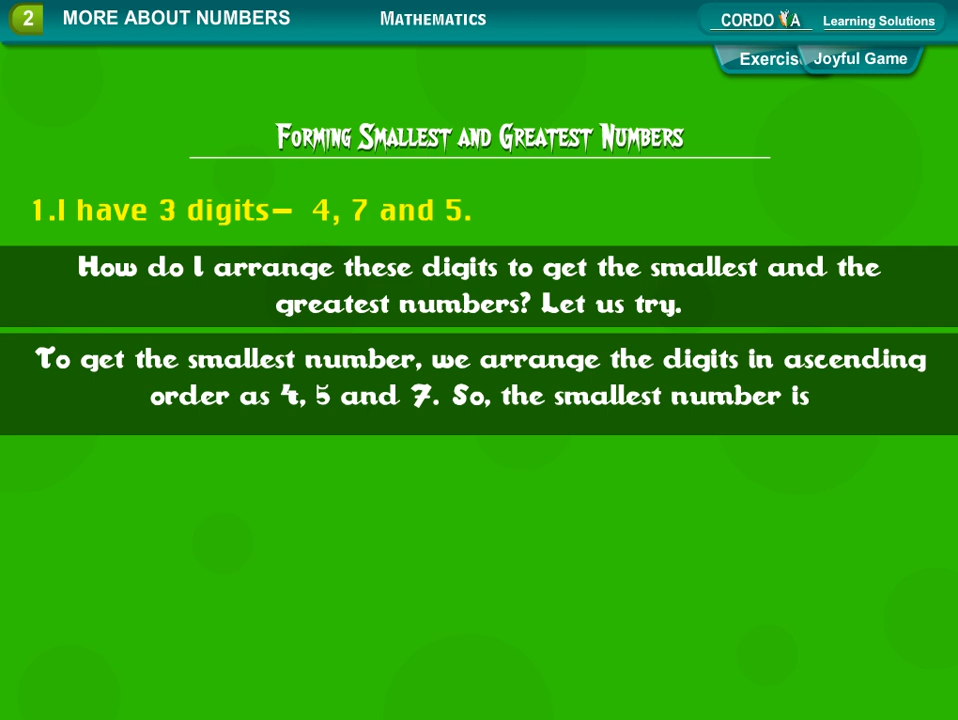 2 MORE ABOUT NUMBERS MATHEMATICS CORDOVA Learning Solutions
Exercise Joyful Game
FORMING SMALLEST AND GREATEST NUMBERS
1.I have 3 digits– 4, 7 and 5.
How do I arrange these digits to get the smallest and the
greatest numbers? Let us try.
To get the smallest number, we arrange the digits in ascending
order as 4, 5 and 7. So, the smallest number is